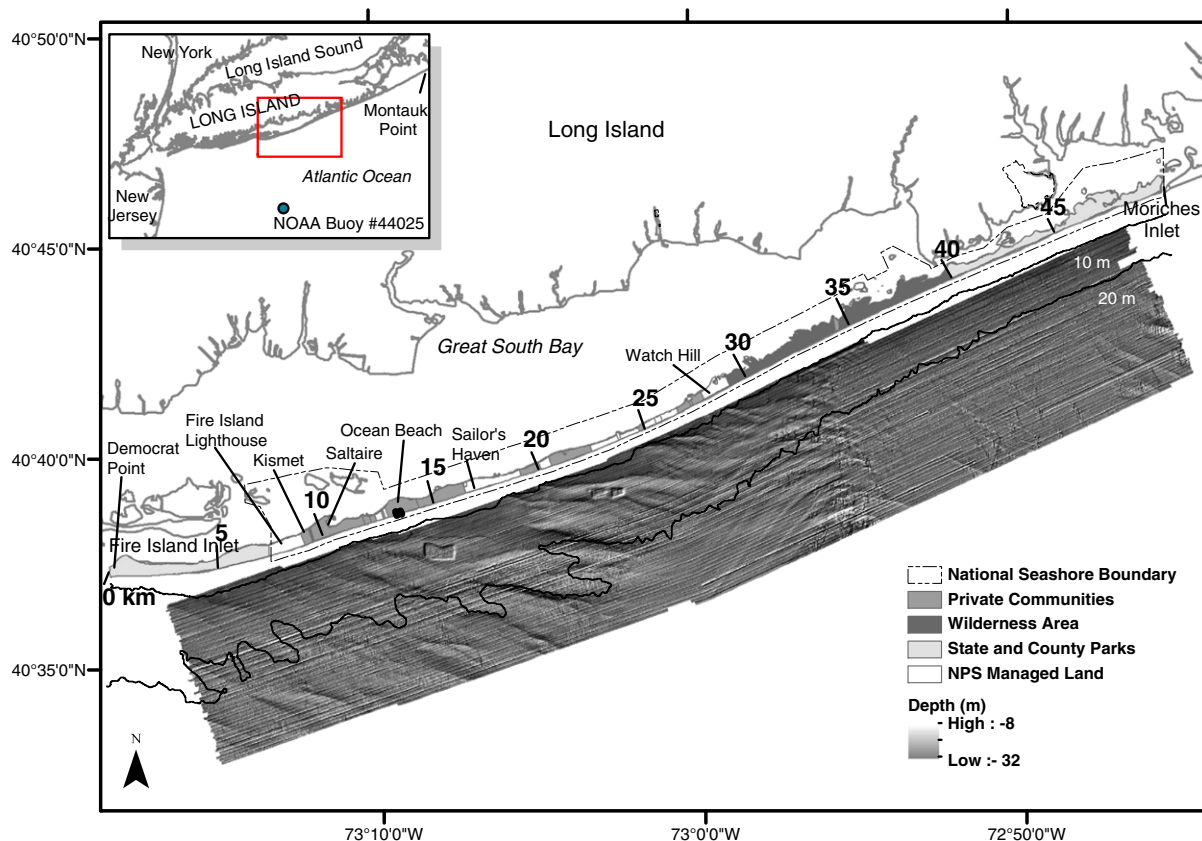 40°50'0"N
New York
Long Island Sound
LONG ISLAND
Montauk
Point
Atlantic Ocean
New
Jersey
NOAA Buoy #44025
Long Island
45
Moriches
Inlet
40°45'0"N
40
10 m
35
20 m
30
Great South Bay
Watch Hill
25
Fire Island
Lighthouse
Ocean Beach
Sailor's
Haven
20
Democrat
Point
40°40'0"N
Kismet
Saltaire
15
10
5
Fire Island Inlet
0 km
National Seashore Boundary
Private Communities
Wilderness Area
State and County Parks
NPS Managed Land
40°35'0"N
Depth (m)
High : -8
Low :- 32
N
73°10'0"W
73°0'0"W
72°50'0"W